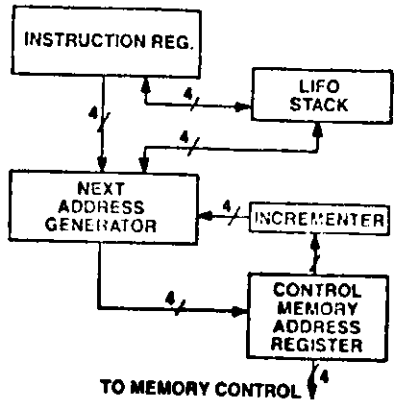 INSTRUCTION REG.
LIFO
STACK
4
4
4
NEXT
ADDRESS
GENERATOR
4
INCREMENTER
4
CONTROL
MEMORY
ADDRESS
REGISTER
4
TO MEMORY CONTROL